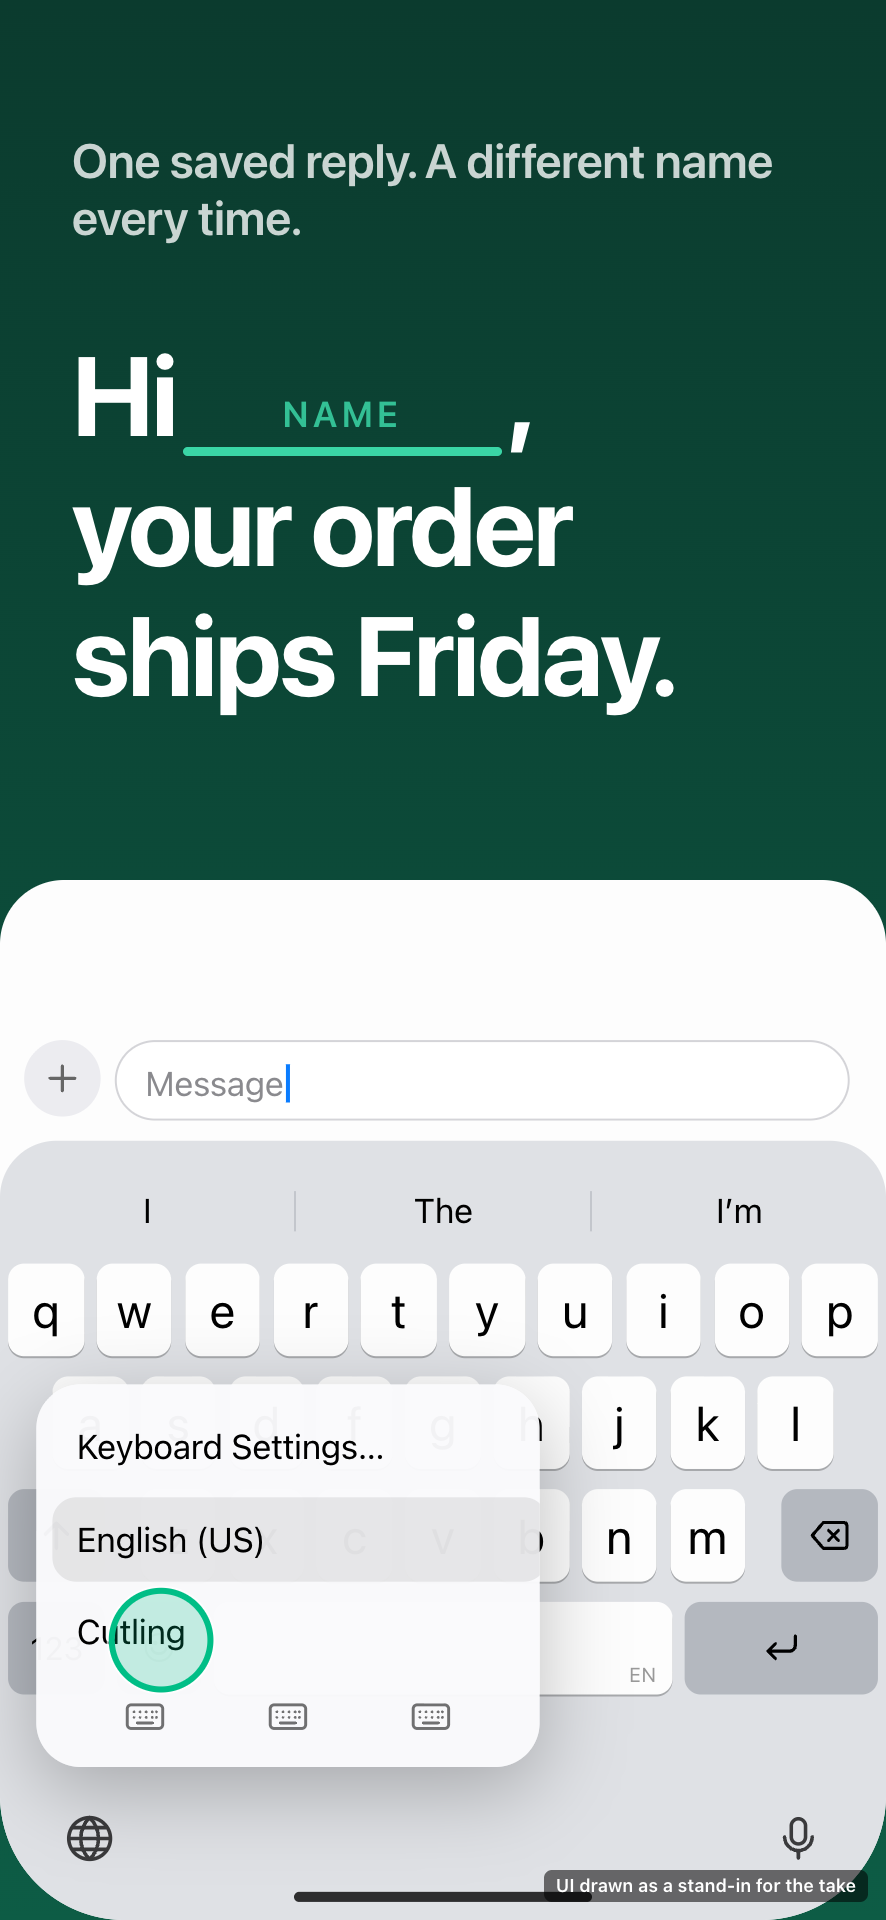 One saved reply. A different name
every time.
Hi NAME ,
your order
ships Friday.
Message
I The I’m
q w e r t y u i o p
a s d f g h j k l
Keyboard Settings...
x c v b n m
English (US)
Cutling
123
EN
UI drawn as a stand-in for the take